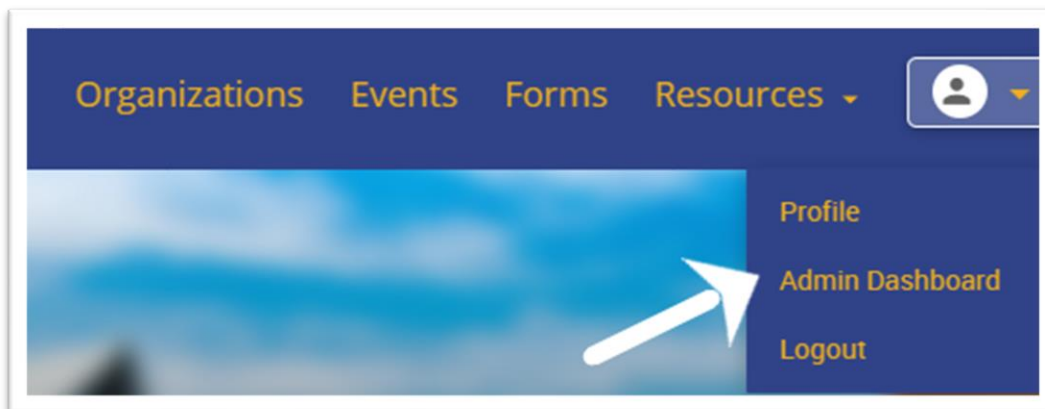 Organizations Events Forms Resources
Profile
Admin Dashboard
Logout